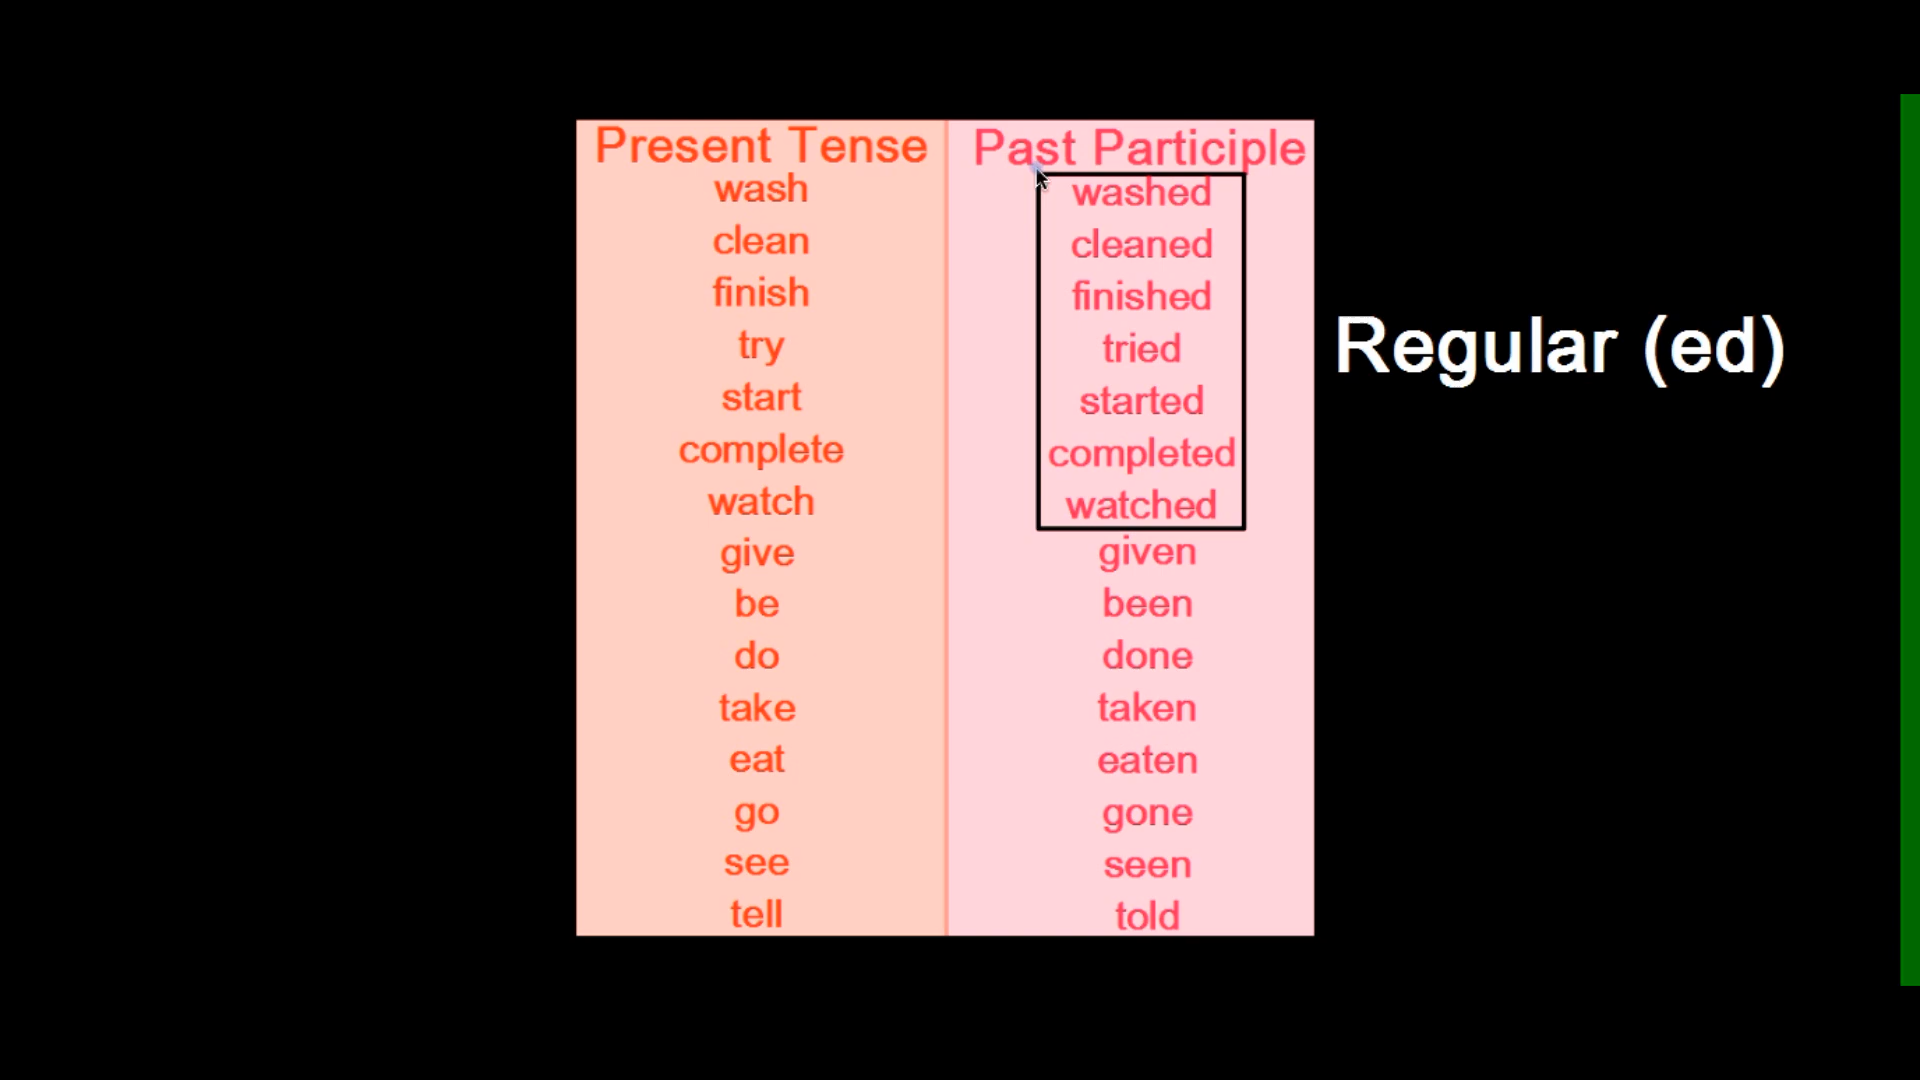 Present Tense Past Participle
wash washed
clean cleaned
finish finished
try tried
Regular (ed)
start started
complete completed
watch watched
give given
be been
do done
take taken
eat eaten
go gone
see seen
tell told